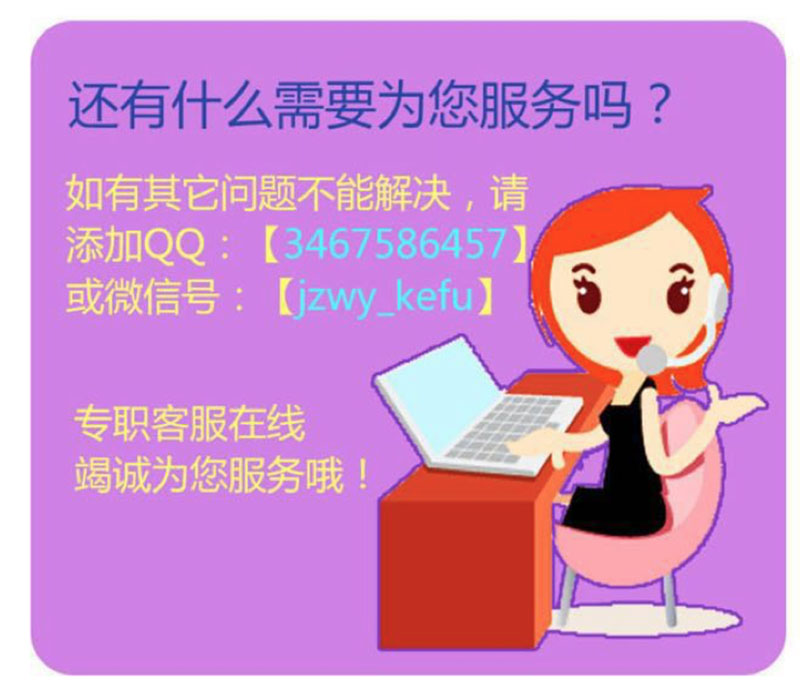 还有什么需要为您服务吗？
如有其它问题不能解决，请
添加QQ：【3467586457】
或微信号：【jzwy_kefu】
专职客服在线
竭诚为您服务哦！